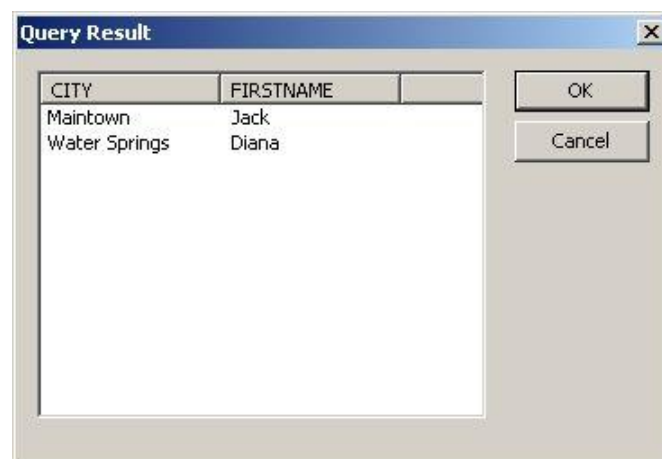 Query Result
CITY FIRSTNAME OK
Maintown Jack
Water Springs Diana Cancel